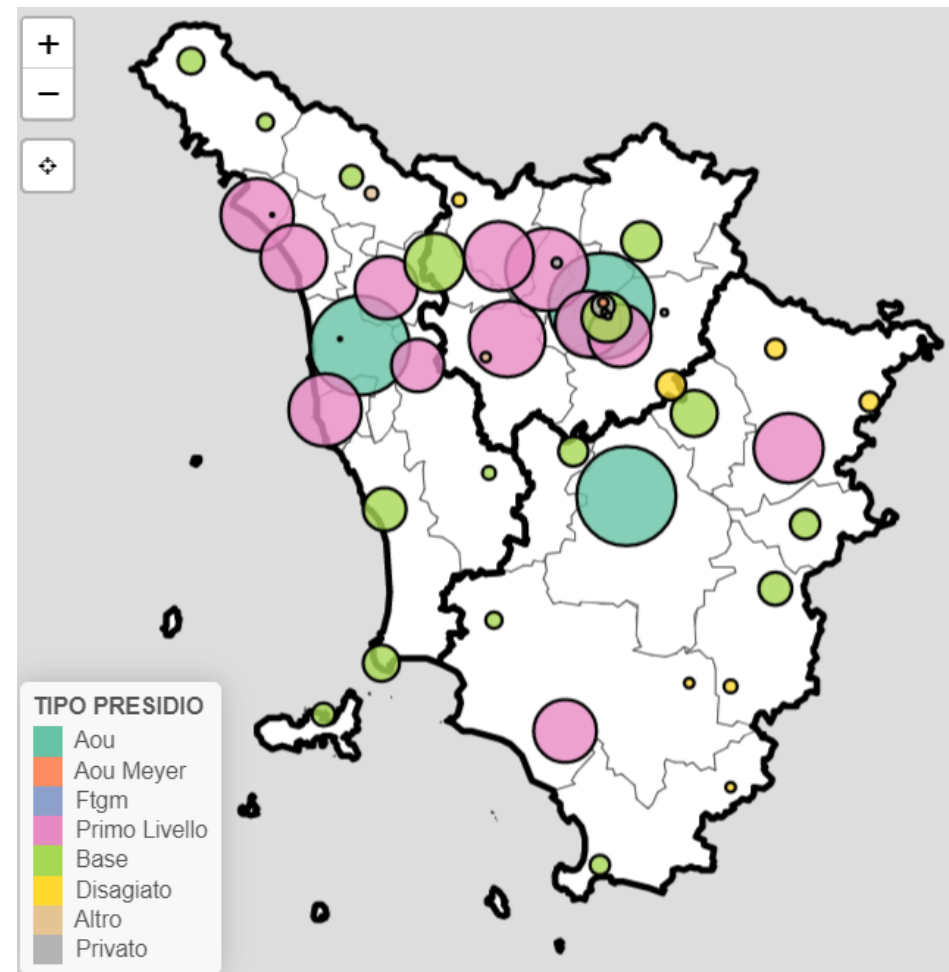 +
−
TIPO PRESIDIO
Aou
Aou Meyer
Ftgm
Primo Livello
Base
Disagiato
Altro
Privato